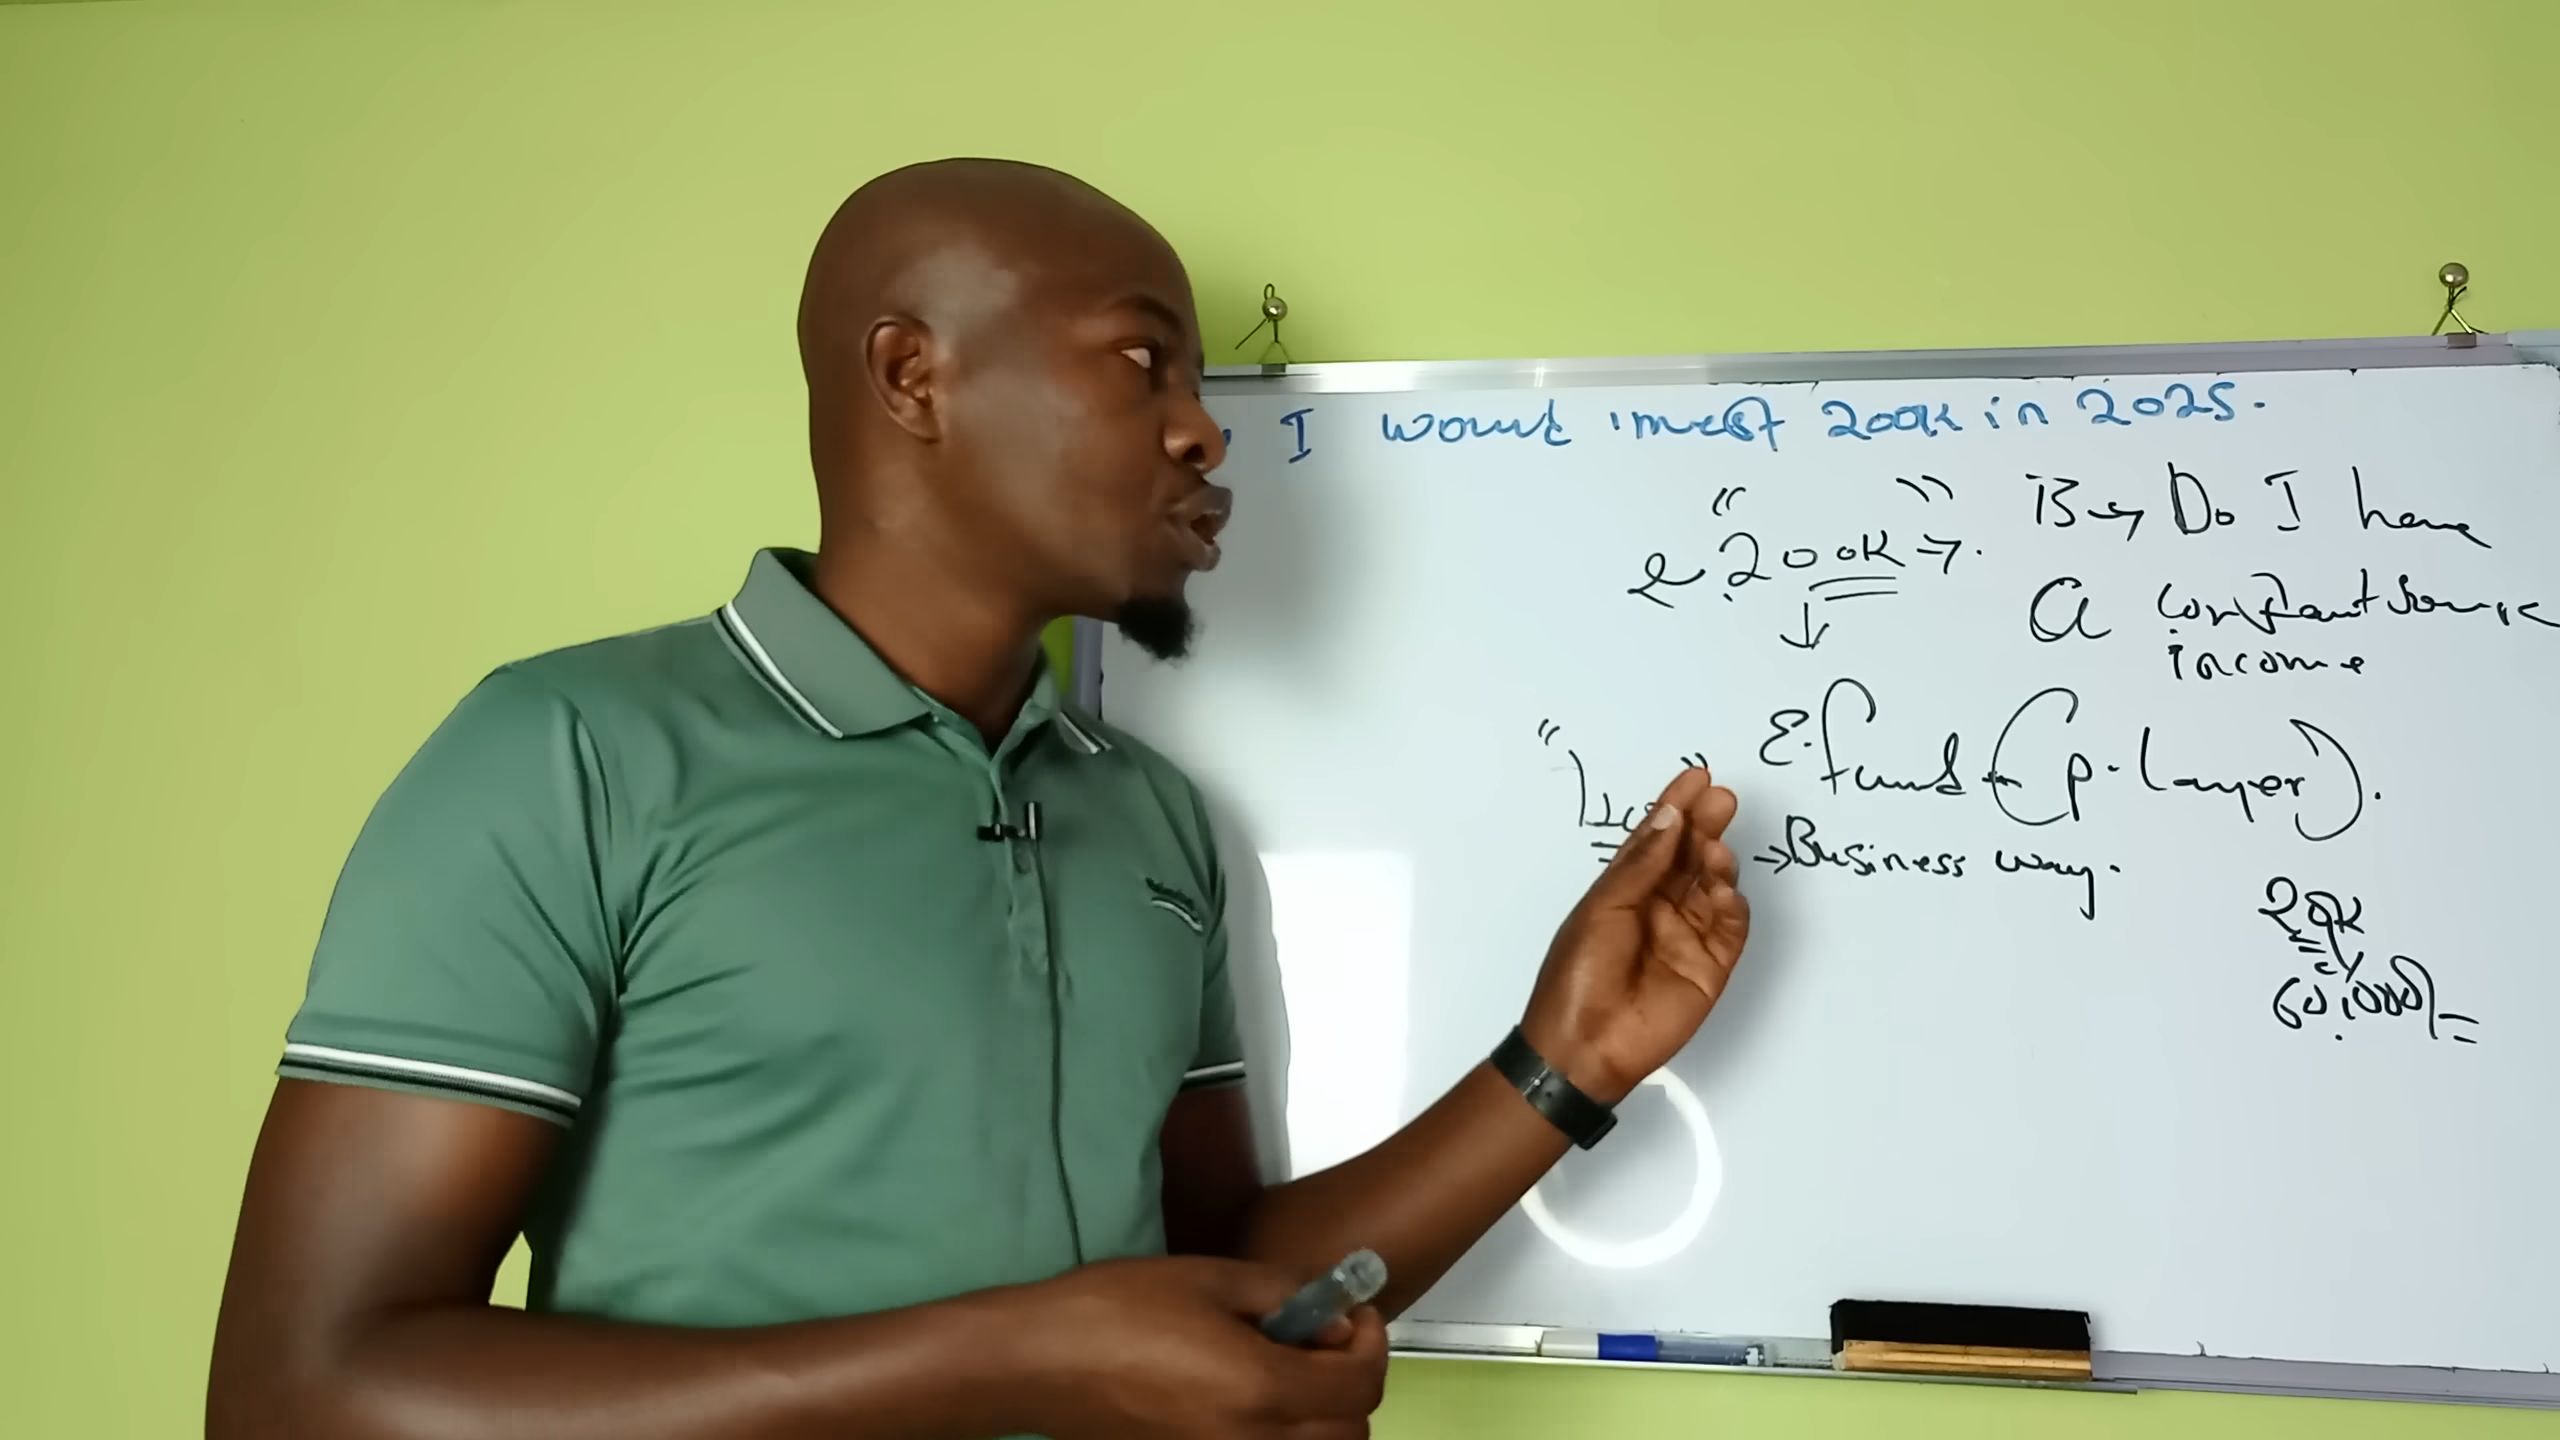 I would invest 200K in 2025.
" "
200K →.
B → Do I have
a constant source
income
E. fund (P. Layer).
→ Business way.
20K
60,000/=